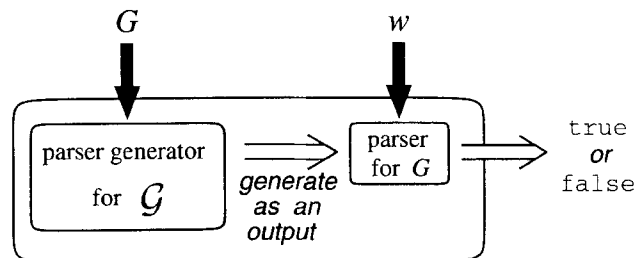 G
w
parser generator
for 𝒢
generate
as an
output
parser
for G
true
or
false